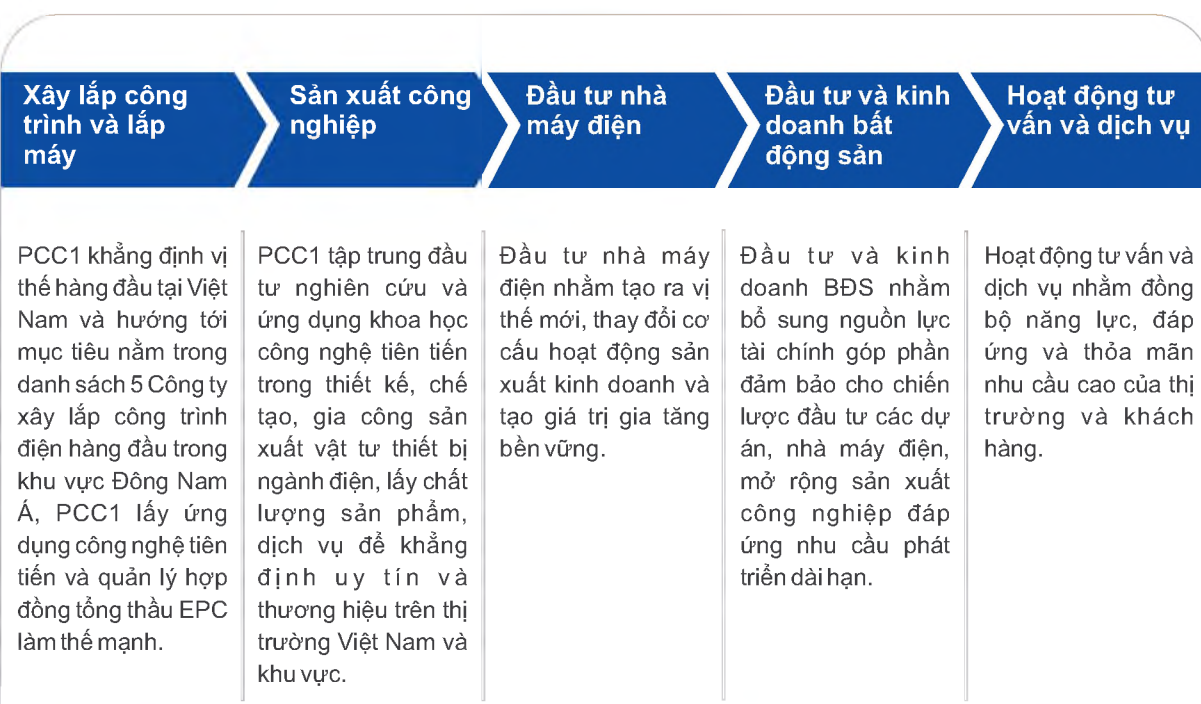 Xây lắp công
trình và lắp
máy
Sản xuất công
nghiệp
Đầu tư nhà
máy điện
Đầu tư và kinh
doanh bất
động sản
Hoạt động tư
vấn và dịch vụ
PCC1 khẳng định vị
thế hàng đầu tại Việt
Nam và hướng tới
mục tiêu nằm trong
danh sách 5 Công ty
xây lắp công trình
điện hàng đầu trong
khu vực Đông Nam
Á, PCC1 lấy ứng
dụng công nghệ tiên
tiến và quản lý hợp
đồng tổng thầu EPC
làm thế mạnh.
PCC1 tập trung đầu
tư nghiên cứu và
ứng dụng khoa học
công nghệ tiên tiến
trong thiết kế, chế
tạo, gia công sản
xuất vật tư thiết bị
ngành điện, lấy chất
lượng sản phẩm,
dịch vụ để khẳng
định uy tín và
thương hiệu trên thị
trường Việt Nam và
khu vực.
Đầu tư nhà máy
điện nhằm tạo ra vị
thế mới, thay đổi cơ
cấu hoạt động sản
xuất kinh doanh và
tạo giá trị gia tăng
bền vững.
Đầu tư và kinh
doanh BĐS nhằm
bổ sung nguồn lực
tài chính góp phần
đảm bảo cho chiến
lược đầu tư các dự
án, nhà máy điện,
mở rộng sản xuất
công nghiệp đáp
ứng nhu cầu phát
triển dài hạn.
Hoạt động tư vấn và
dịch vụ nhằm đồng
bộ năng lực, đáp
ứng và thỏa mãn
nhu cầu cao của thị
trường và khách
hàng.